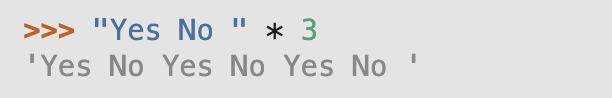 >>> "Yes No " * 3
'Yes No Yes No Yes No '